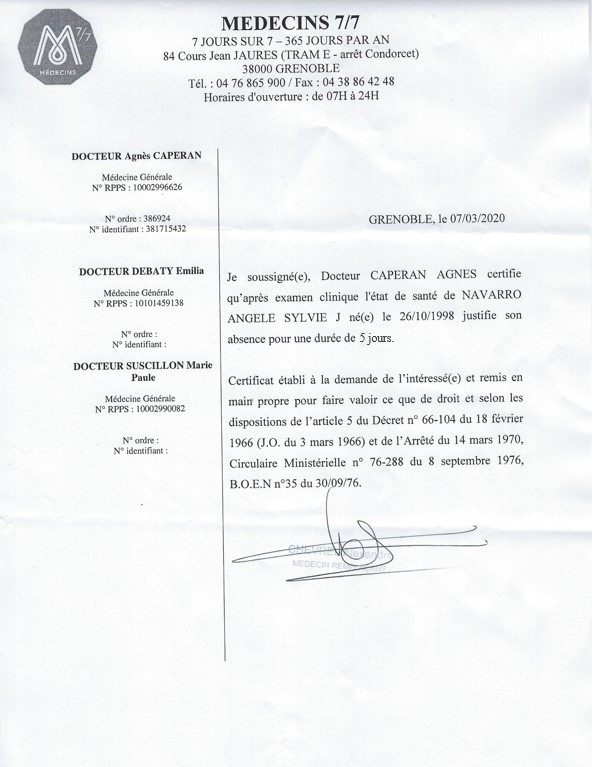 7/7
MÉDECINS
MEDECINS 7/7
7 JOURS SUR 7 – 365 JOURS PAR AN
84 Cours Jean JAURES (TRAM E - arrêt Condorcet)
38000 GRENOBLE
Tél. : 04 76 865 900 / Fax : 04 38 86 42 48
Horaires d'ouverture : de 07H à 24H
DOCTEUR Agnès CAPERAN
Médecine Générale
N° RPPS : 10002996626
N° ordre : 386924
N° identifiant : 381715432
DOCTEUR DEBATY Emilia
Médecine Générale
N° RPPS : 10101459138
N° ordre :
N° identifiant :
DOCTEUR SUSCILLON Marie
Paule
Médecine Générale
N° RPPS : 10002990082
N° ordre :
N° identifiant :
GRENOBLE, le 07/03/2020
Je soussigné(e), Docteur CAPERAN AGNES certifie
qu'après examen clinique l'état de santé de NAVARRO
ANGELE SYLVIE J né(e) le 26/10/1998 justifie son
absence pour une durée de 5 jours.
Certificat établi à la demande de l'intéressé(e) et remis en
main propre pour faire valoir ce que de droit et selon les
dispositions de l'article 5 du Décret n° 66-104 du 18 février
1966 (J.O. du 3 mars 1966) et de l'Arrêté du 14 mars 1970,
Circulaire Ministérielle n° 76-288 du 8 septembre 1976,
B.O.E.N n°35 du 30/09/76.
MEDECIN